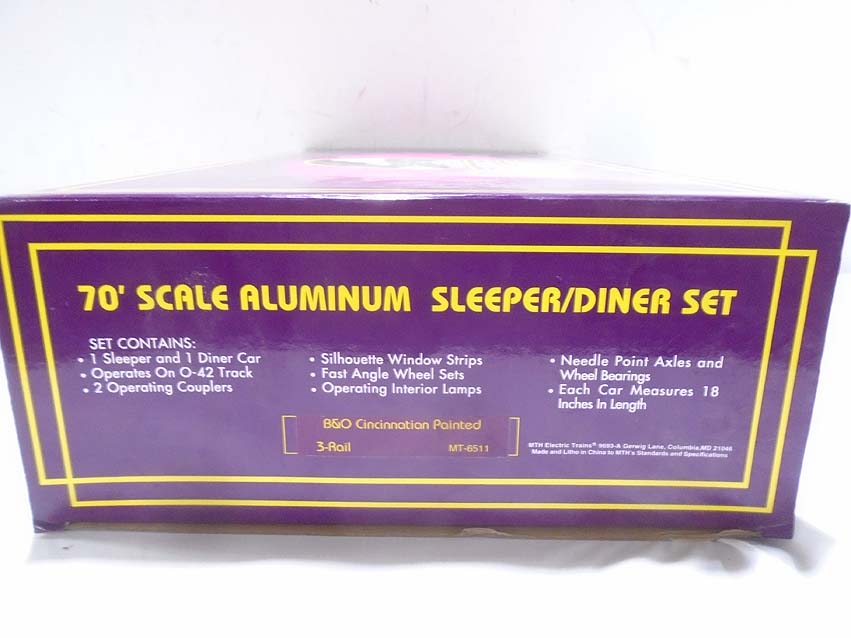 70' SCALE ALUMINUM SLEEPER/DINER SET
SET CONTAINS:
• 1 Sleeper and 1 Diner Car
• Operates On O-42 Track
• 2 Operating Couplers
• Silhouette Window Strips
• Fast Angle Wheel Sets
• Operating Interior Lamps
• Needle Point Axles and
Wheel Bearings
• Each Car Measures 18
Inches In Length
B&O Cincinnation Painted
3-Rail MT-6511
MTH Electric Trains® 9693-A Gerwig Lane, Columbia, MD 21046
Made and Litho in China to MTH's Standards and Specifications